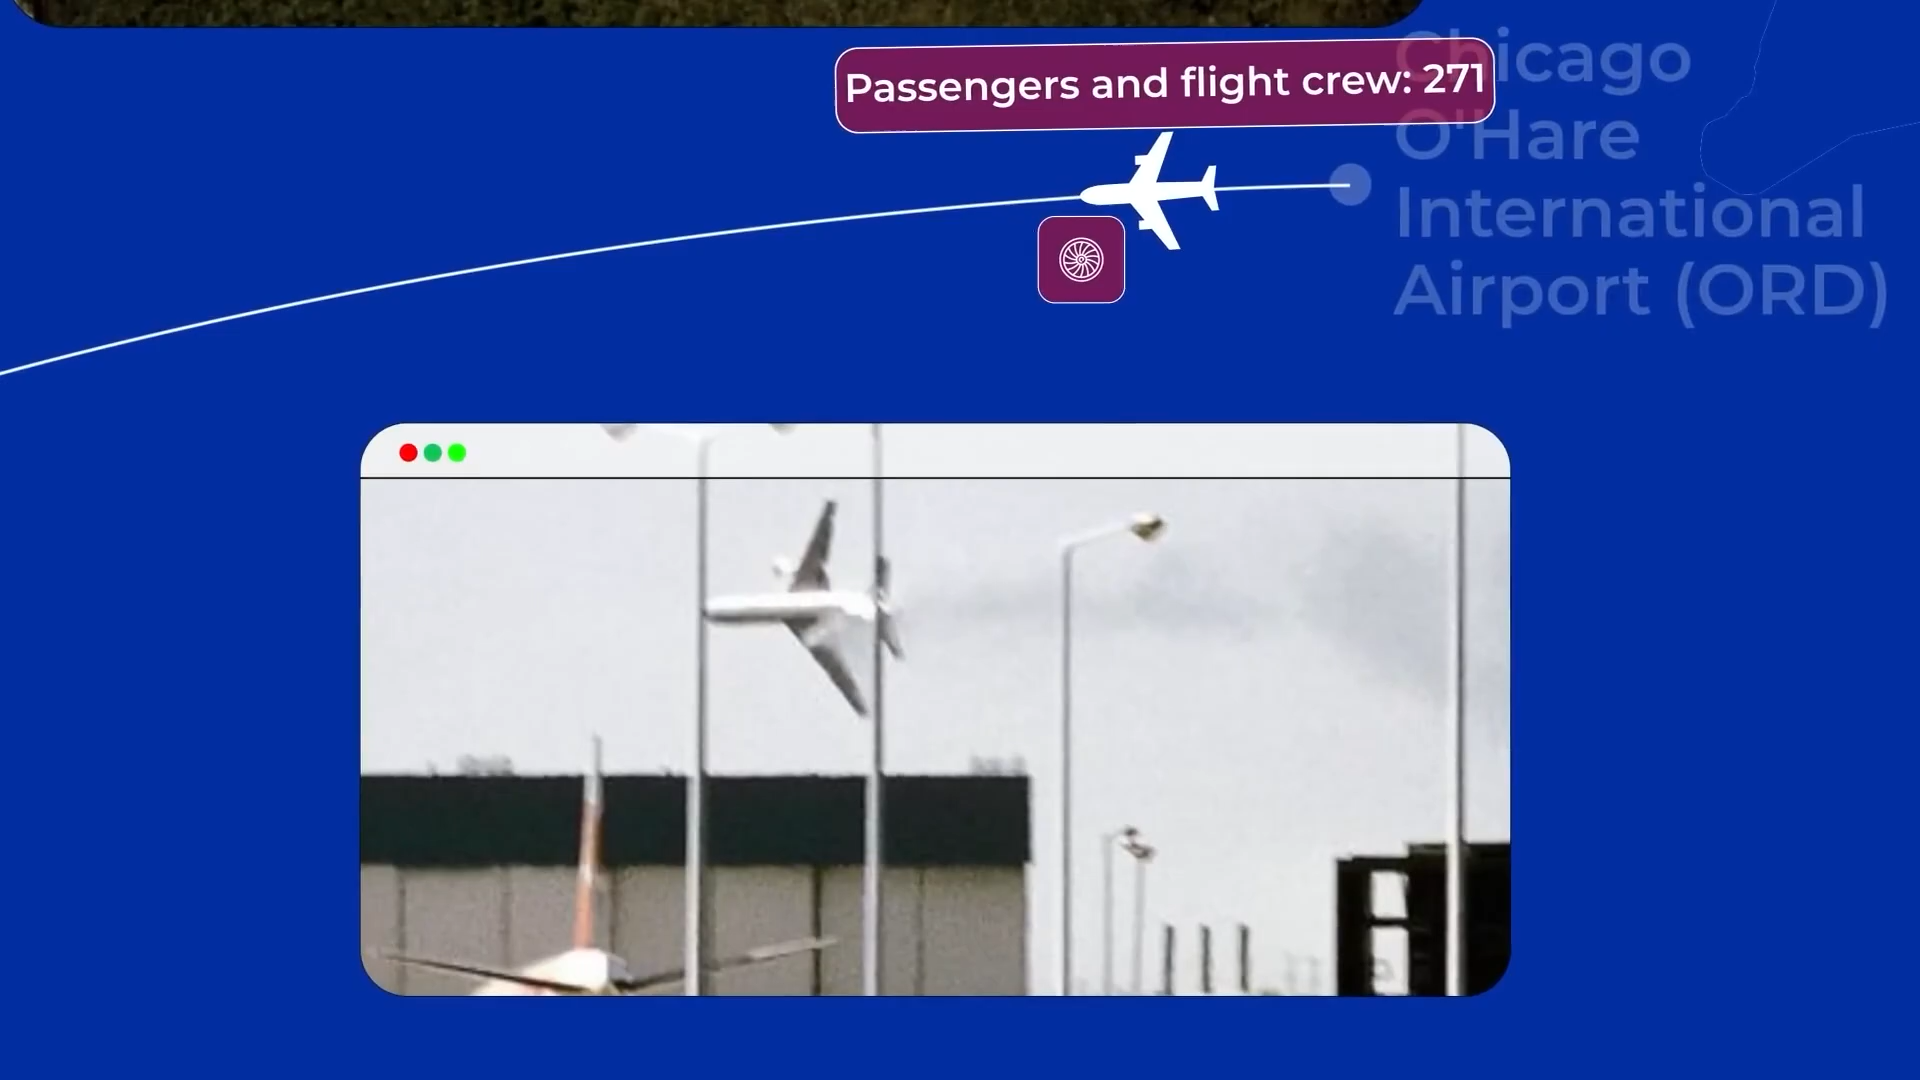 Passengers and flight crew: 271
Chicago
O'Hare
International
Airport (ORD)